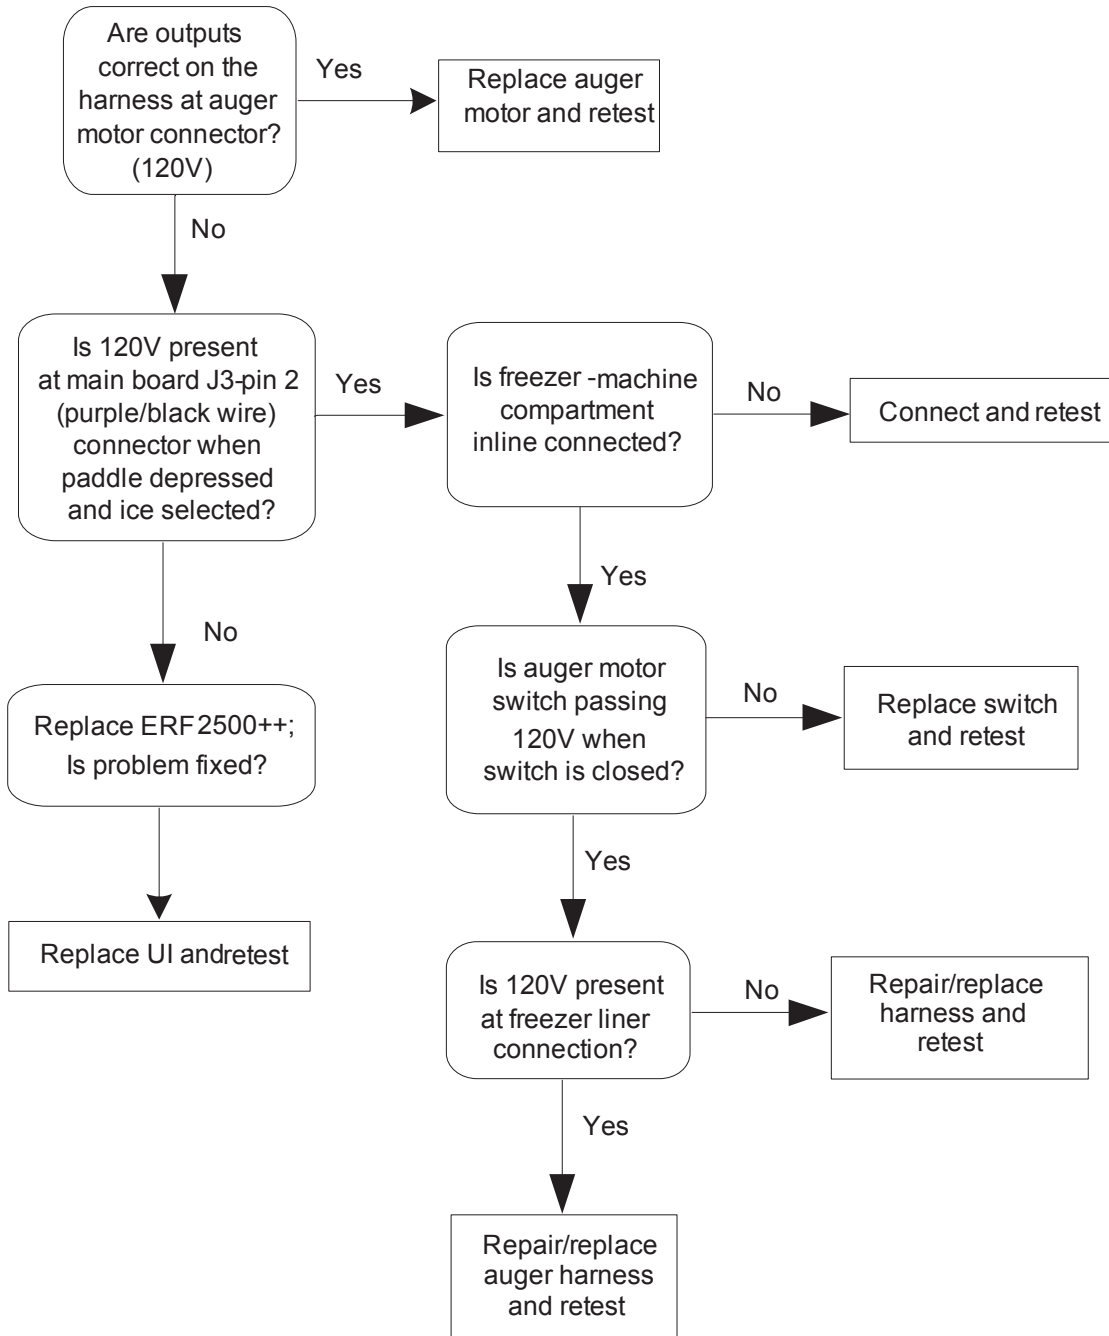 Are outputs
correct on the
harness at auger
motor connector?
(120V)
Yes
Replace auger
motor and retest
No
Is 120V present
at main board J3-pin 2
(purple/black wire)
connector when
paddle depressed
and ice selected?
Yes
Is freezer -machine
compartment
inline connected?
No
Connect and retest
Yes
No
Replace ERF2500++;
Is problem fixed?
Is auger motor
switch passing
120V when
switch is closed?
No
Replace switch
and retest
Yes
Replace UI andretest
Is 120V present
at freezer liner
connection?
No
Repair/replace
harness and
retest
Yes
Repair/replace
auger harness
and retest